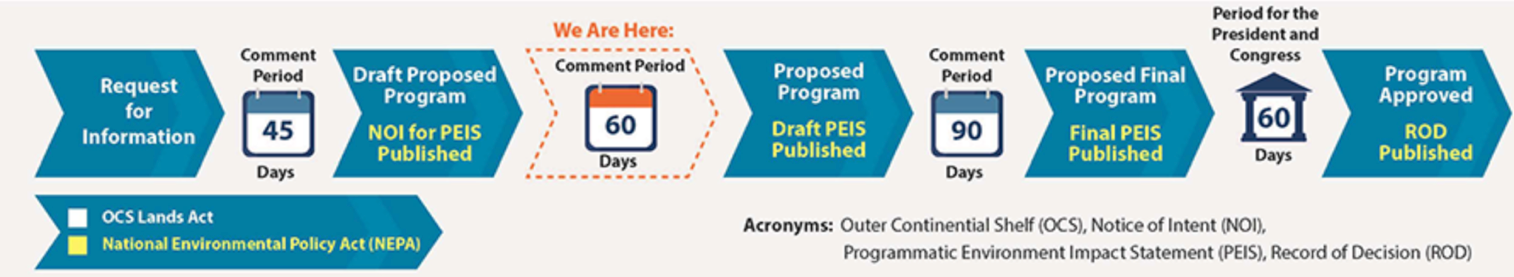 Request
for
Information
Comment
Period
45
Days
Draft Proposed
Program
NOI for PEIS
Published
We Are Here:
Comment Period
60
Days
Proposed
Program
Draft PEIS
Published
Comment
Period
90
Days
Proposed Final
Program
Final PEIS
Published
Period for the
President and
Congress
60
Days
Program
Approved
ROD
Published
OCS Lands Act
National Environmental Policy Act (NEPA)
Acronyms: Outer Continental Shelf (OCS), Notice of Intent (NOI),
Programmatic Environment Impact Statement (PEIS), Record of Decision (ROD)